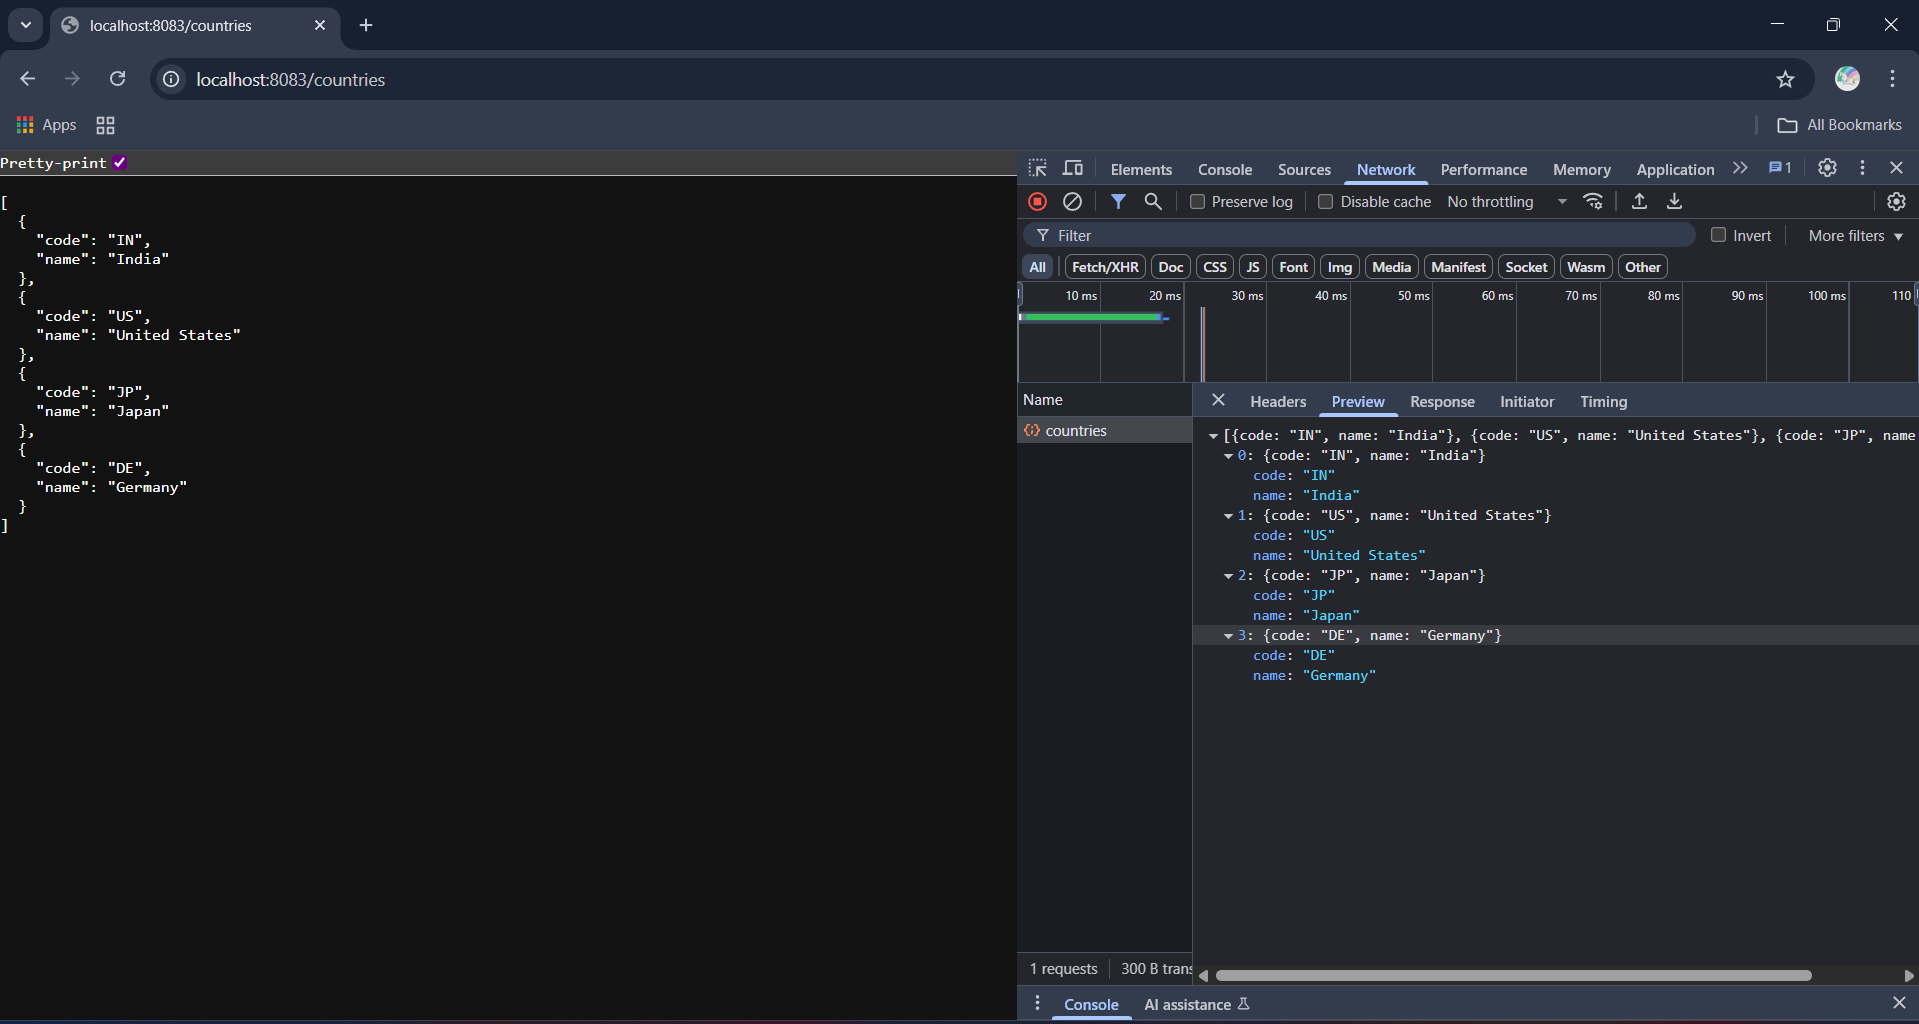 localhost:8083/countries
localhost:8083/countries
Apps
All Bookmarks
Pretty-print
[
  {
    "code": "IN",
    "name": "India"
  },
  {
    "code": "US",
    "name": "United States"
  },
  {
    "code": "JP",
    "name": "Japan"
  },
  {
    "code": "DE",
    "name": "Germany"
  }
]
Elements Console Sources Network Performance Memory Application 1
Preserve log Disable cache No throttling
Filter Invert More filters
All Fetch/XHR Doc CSS JS Font Img Media Manifest Socket Wasm Other
10 ms 20 ms 30 ms 40 ms 50 ms 60 ms 70 ms 80 ms 90 ms 100 ms 110
Name
countries
Headers Preview Response Initiator Timing
[{code: "IN", name: "India"}, {code: "US", name: "United States"}, {code: "JP", name
0: {code: "IN", name: "India"}
code: "IN"
name: "India"
1: {code: "US", name: "United States"}
code: "US"
name: "United States"
2: {code: "JP", name: "Japan"}
code: "JP"
name: "Japan"
3: {code: "DE", name: "Germany"}
code: "DE"
name: "Germany"
1 requests 300 B trans
Console AI assistance